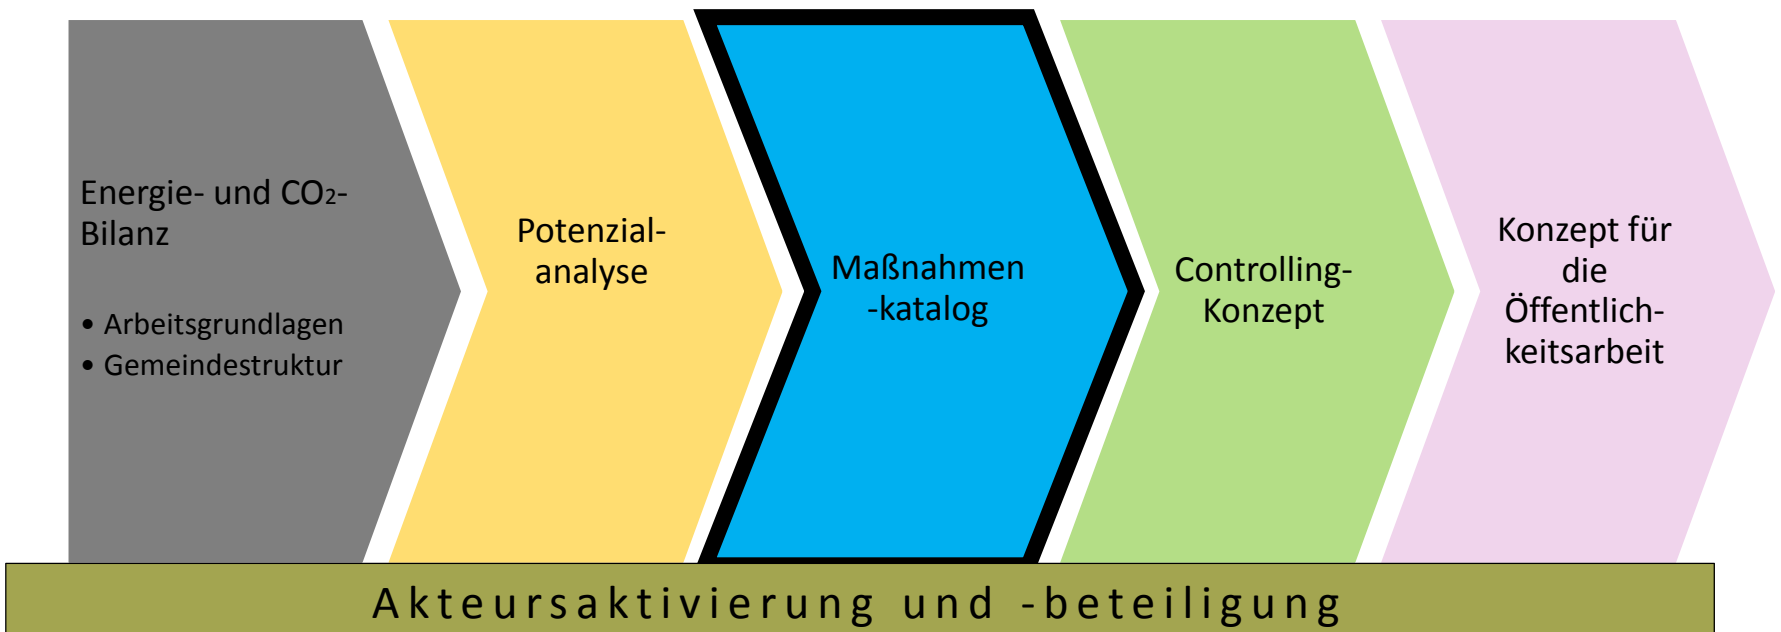 Energie- und CO₂-
Bilanz
• Arbeitsgrundlagen
• Gemeindestruktur
Potenzial-
analyse
Maßnahmen
-katalog
Controlling-
Konzept
Konzept für
die
Öffentlich-
keitsarbeit
Akteursaktivierung und -beteiligung